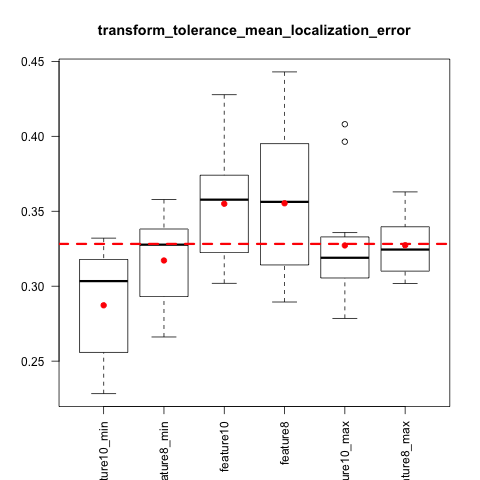 transform_tolerance_mean_localization_error
0.45
0.40
0.35
0.30
0.25
ture10_min
ature8_min
feature10
feature8
ure10_max
ture8_max